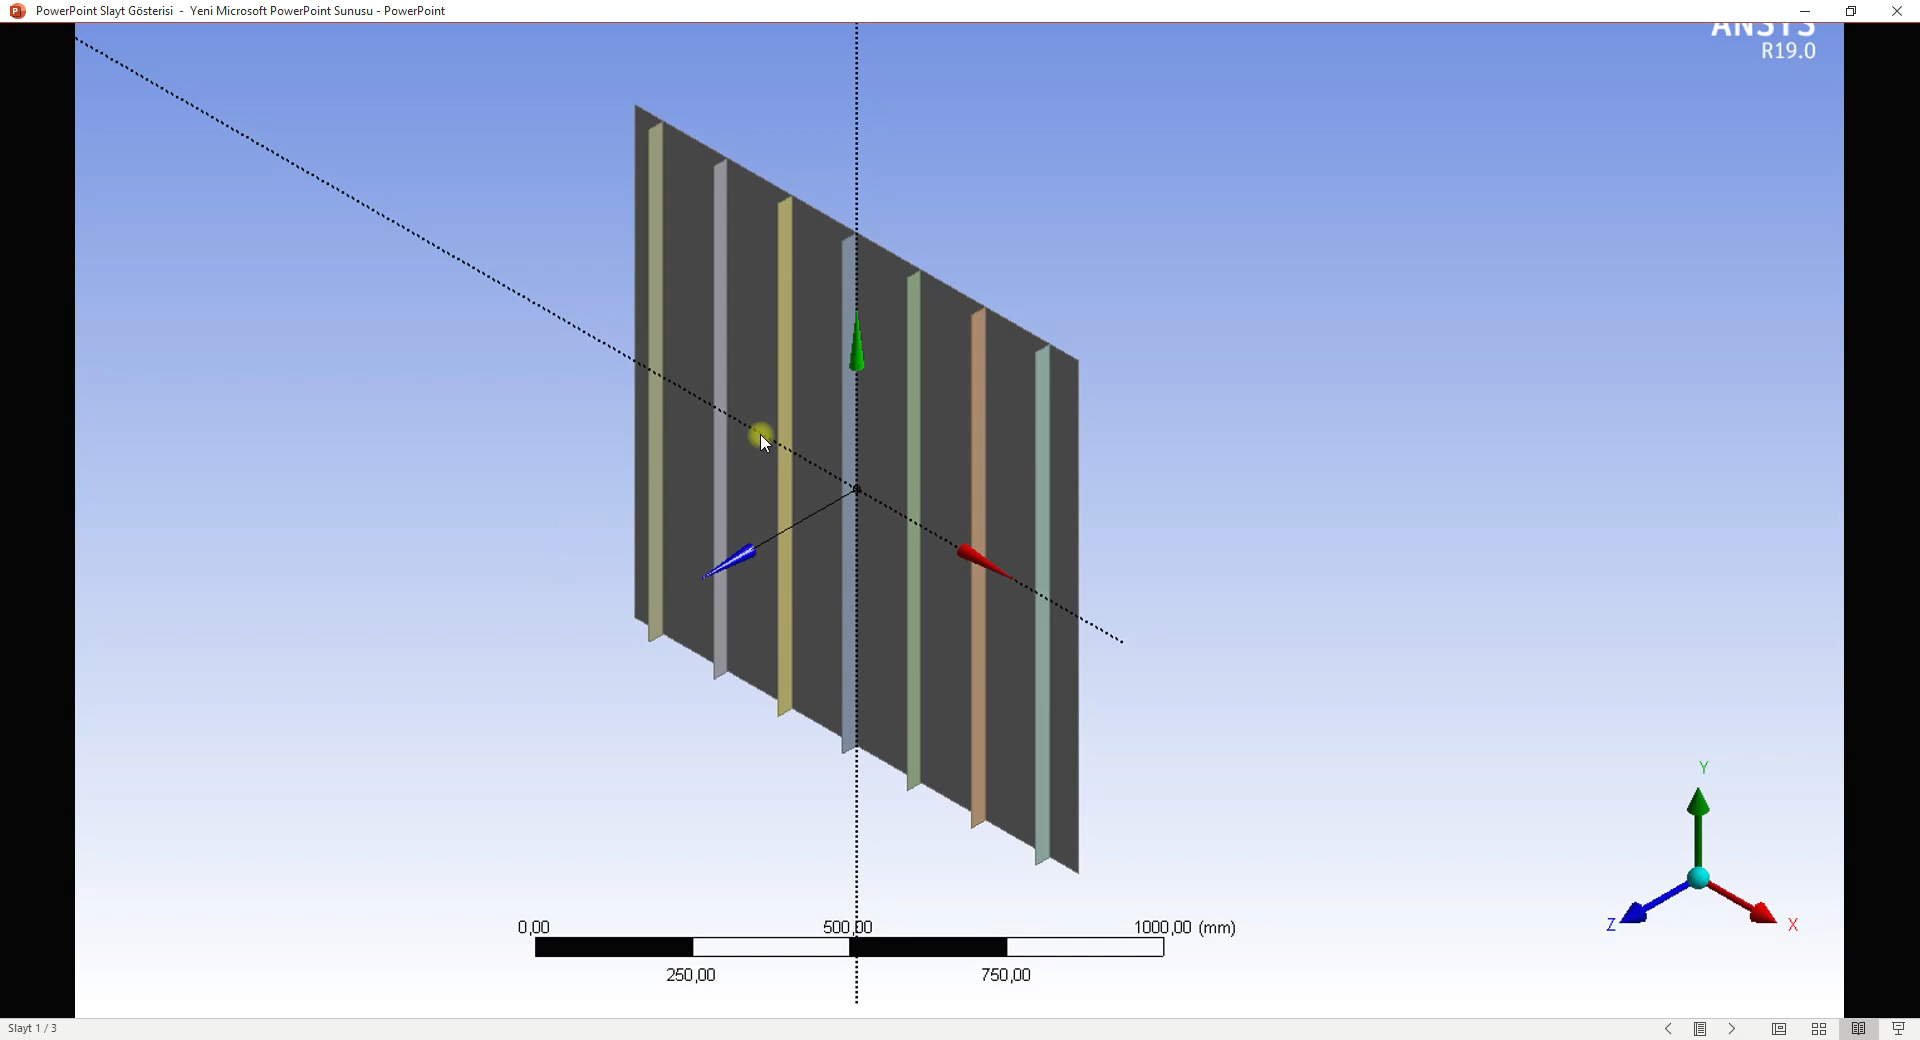 PowerPoint Slayt Gösterisi - Yeni Microsoft PowerPoint Sunusu - PowerPoint
ANSYS
R19.0
Y
Z
X
0,00 500,00 1000,00 (mm)
250,00 750,00
Slayt 1 / 3